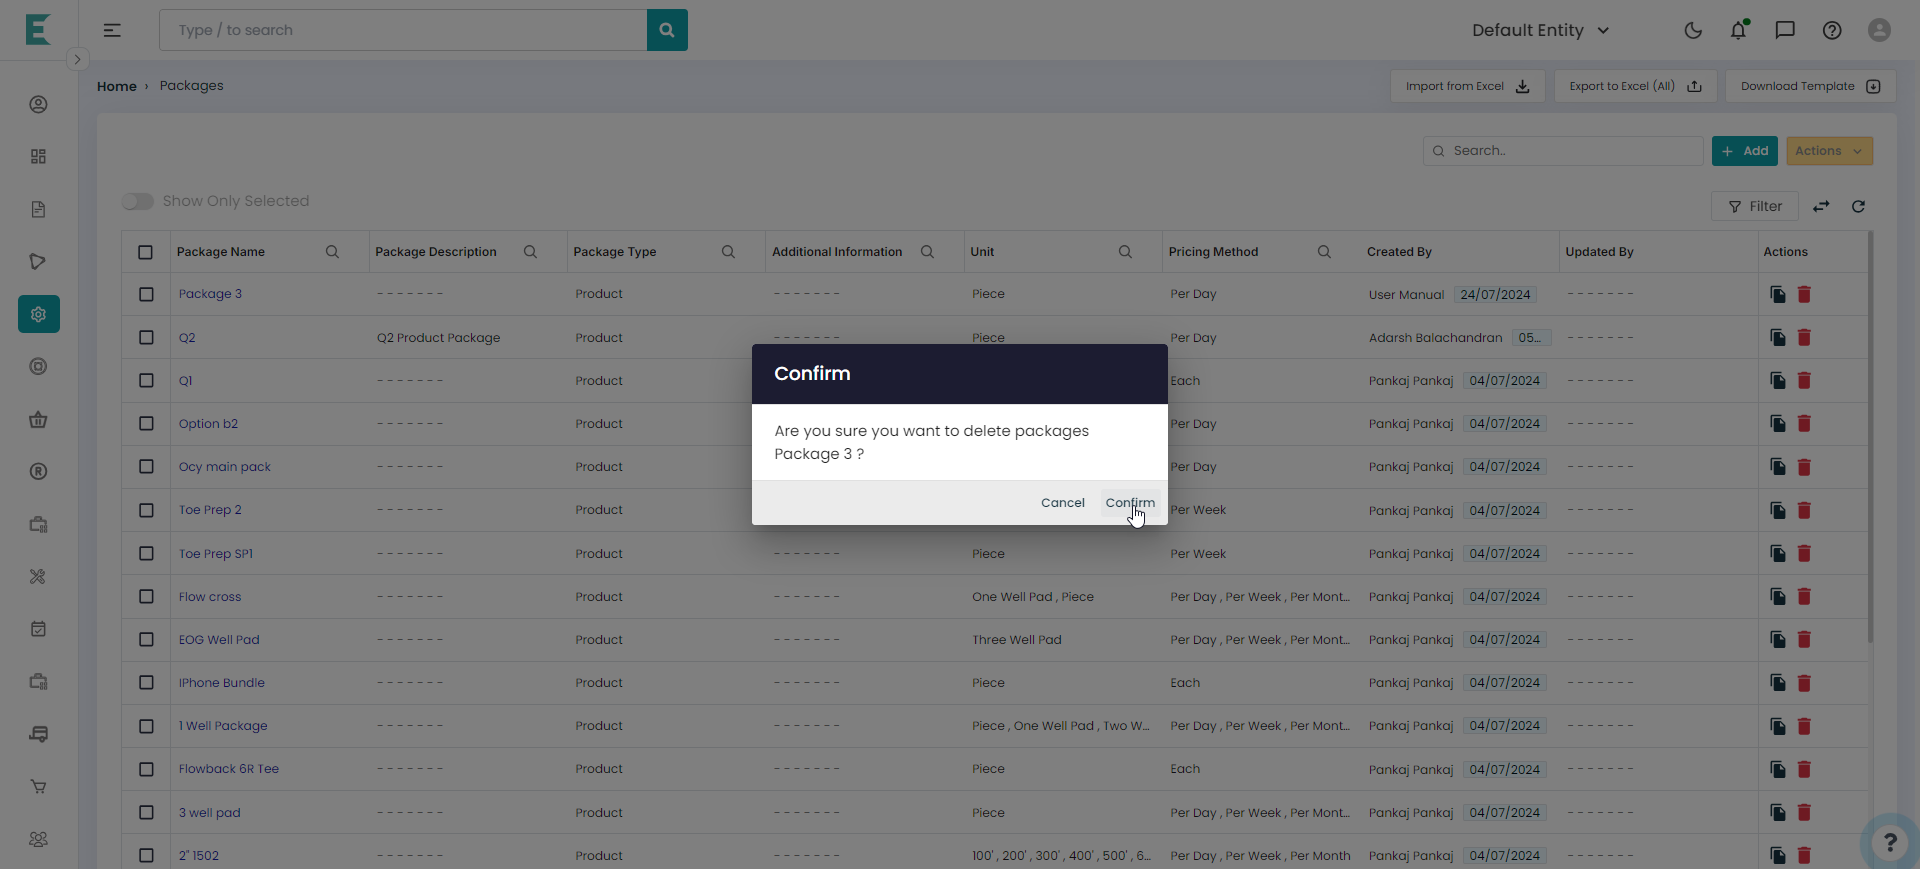 E
Type / to search
Default Entity
Home › Packages
Import from Excel
Export to Excel (All)
Download Template
Search..
+ Add
Actions
Show Only Selected
Filter
Package Name Package Description Package Type Additional Information Unit Pricing Method Created By Updated By Actions
Package 3 - - - - - - - Product - - - - - - - Piece Per Day User Manual 24/07/2024 - - - - - - -
Q2 Q2 Product Package Product - - - - - - - Piece Per Day Adarsh Balachandran 05... - - - - - - -
Q1 - - - - - - - Product Each Pankaj Pankaj 04/07/2024 - - - - - - -
Option b2 - - - - - - - Product Per Day Pankaj Pankaj 04/07/2024 - - - - - - -
Ocy main pack - - - - - - - Product Per Day Pankaj Pankaj 04/07/2024 - - - - - - -
Toe Prep 2 - - - - - - - Product Per Week Pankaj Pankaj 04/07/2024 - - - - - - -
Confirm
Are you sure you want to delete packages
Package 3 ?
Cancel Confirm
Toe Prep SP1 - - - - - - - Product - - - - - - - Piece Per Week Pankaj Pankaj 04/07/2024 - - - - - - -
Flow cross - - - - - - - Product - - - - - - - One Well Pad , Piece Per Day , Per Week , Per Mont... Pankaj Pankaj 04/07/2024 - - - - - - -
EOG Well Pad - - - - - - - Product - - - - - - - Three Well Pad Per Day , Per Week , Per Mont... Pankaj Pankaj 04/07/2024 - - - - - - -
IPhone Bundle - - - - - - - Product - - - - - - - Piece Each Pankaj Pankaj 04/07/2024 - - - - - - -
1 Well Package - - - - - - - Product - - - - - - - Piece , One Well Pad , Two W... Per Day , Per Week , Per Mont... Pankaj Pankaj 04/07/2024 - - - - - - -
Flowback 6R Tee - - - - - - - Product - - - - - - - Piece Each Pankaj Pankaj 04/07/2024 - - - - - - -
3 well pad - - - - - - - Product - - - - - - - Piece Per Day , Per Week , Per Mont... Pankaj Pankaj 04/07/2024 - - - - - - -
2" 1502 - - - - - - - Product - - - - - - - 100' , 200' , 300' , 400' , 500' , 6... Per Day , Per Week , Per Month Pankaj Pankaj 04/07/2024 - - - - - - -
?